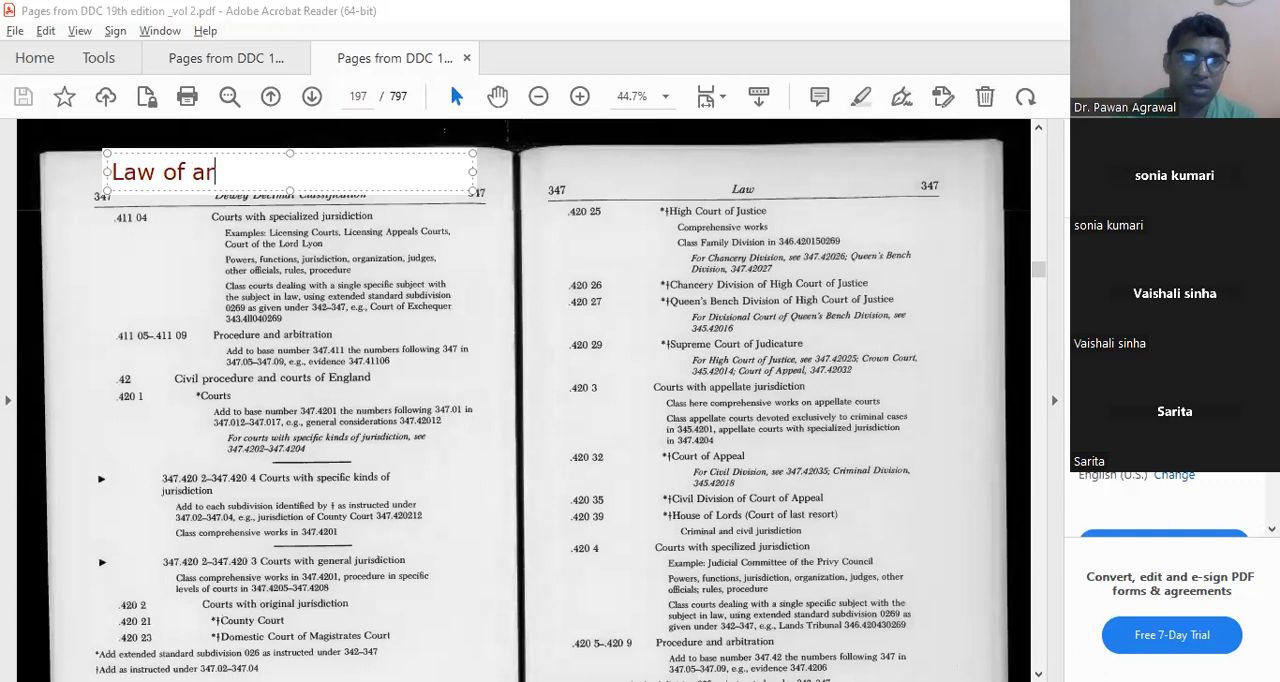 Pages from DDC 19th edition _vol 2.pdf - Adobe Acrobat Reader (64-bit)
File Edit View Sign Window Help
Home Tools Pages from DDC 1... Pages from DDC 1... ×
197 / 797 44.7%
Law of ar
347 Dewey Decimal Classification 347
.411 04 Courts with specialized jursidiction
Examples: Licensing Courts, Licensing Appeals Courts,
Court of the Lord Lyon
Powers, functions, jurisdiction, organization, judges,
other officials, rules, procedure
Class courts dealing with a single specific subject with
the subject in law, using extended standard subdivision
0269 as given under 342–347, e.g., Court of Exchequer
343.411040269
.411 05–.411 09 Procedure and arbitration
Add to base number 347.411 the numbers following 347 in
347.05–347.09, e.g., evidence 347.41106
.42 Civil procedure and courts of England
.420 1 *Courts
Add to base number 347.4201 the numbers following 347.01 in
347.012–347.017, e.g., general considerations 347.42012
For courts with specific kinds of jurisdiction, see
347.4202–347.4204
► 347.420 2–347.420 4 Courts with specific kinds of
jurisdiction
Add to each subdivision identified by † as instructed under
347.02–347.04, e.g., jurisdiction of County Court 347.420212
Class comprehensive works in 347.4201
► 347.420 2–347.420 3 Courts with general jurisdiction
Class comprehensive works in 347.4201, procedure in specific
levels of courts in 347.4205–347.4208
.420 2 Courts with original jurisdiction
.420 21 *†County Court
.420 23 *†Domestic Court of Magistrates Court
*Add extended standard subdivision 026 as instructed under 342–347
†Add as instructed under 347.02–347.04
347 Law 347
.420 25 *†High Court of Justice
Comprehensive works
Class Family Division in 346.420150269
For Chancery Division, see 347.42026; Queen's Bench
Division, 347.42027
.420 26 *†Chancery Division of High Court of Justice
.420 27 *†Queen's Bench Division of High Court of Justice
For Divisional Court of Queen's Bench Division, see
345.42016
.420 29 *†Supreme Court of Judicature
For High Court of Justice, see 347.42025; Crown Court,
345.42014; Court of Appeal, 347.42032
.420 3 Courts with appellate jurisdiction
Class here comprehensive works on appellate courts
Class appellate courts devoted exclusively to criminal cases
in 345.4201, appellate courts with specialized jurisdiction
in 347.4204
.420 32 *†Court of Appeal
For Civil Division, see 347.42035; Criminal Division,
345.42018
.420 35 *†Civil Division of Court of Appeal
.420 39 *†House of Lords (Court of last resort)
Criminal and civil jurisdiction
.420 4 Courts with specilized jurisdiction
Example: Judicial Committee of the Privy Council
Powers, functions, jurisdiction, organization, judges, other
officials; rules, procedure
Class courts dealing with a single specific subject with the
subject in law, using extended standard subdivision 0269 as
given under 342–347, e.g., Lands Tribunal 346.420430269
.420 5–.420 9 Procedure and arbitration
Add to base number 347.42 the numbers following 347 in
347.05–347.09, e.g., evidence 347.4206
Dr. Pawan Agrawal
sonia kumari
sonia kumari
Vaishali sinha
Vaishali sinha
Sarita
Sarita
English (U.S.) Change
Convert, edit and e-sign PDF
forms & agreements
Free 7-Day Trial